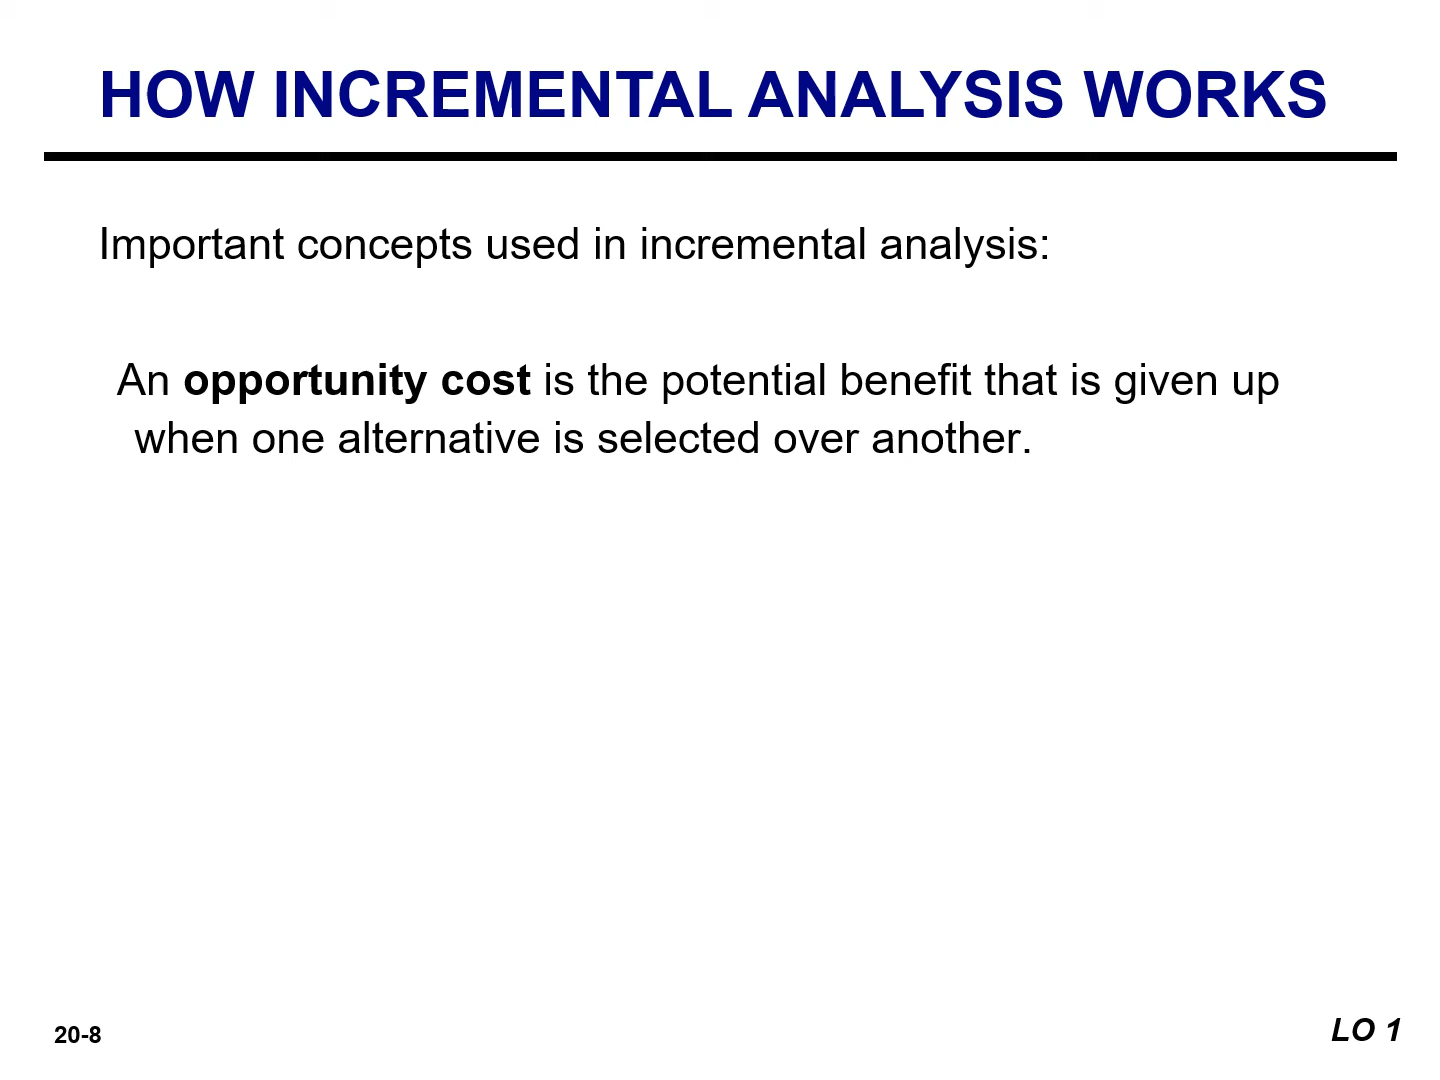 HOW INCREMENTAL ANALYSIS WORKS
Important concepts used in incremental analysis:
An opportunity cost is the potential benefit that is given up
when one alternative is selected over another.
20-8
LO 1